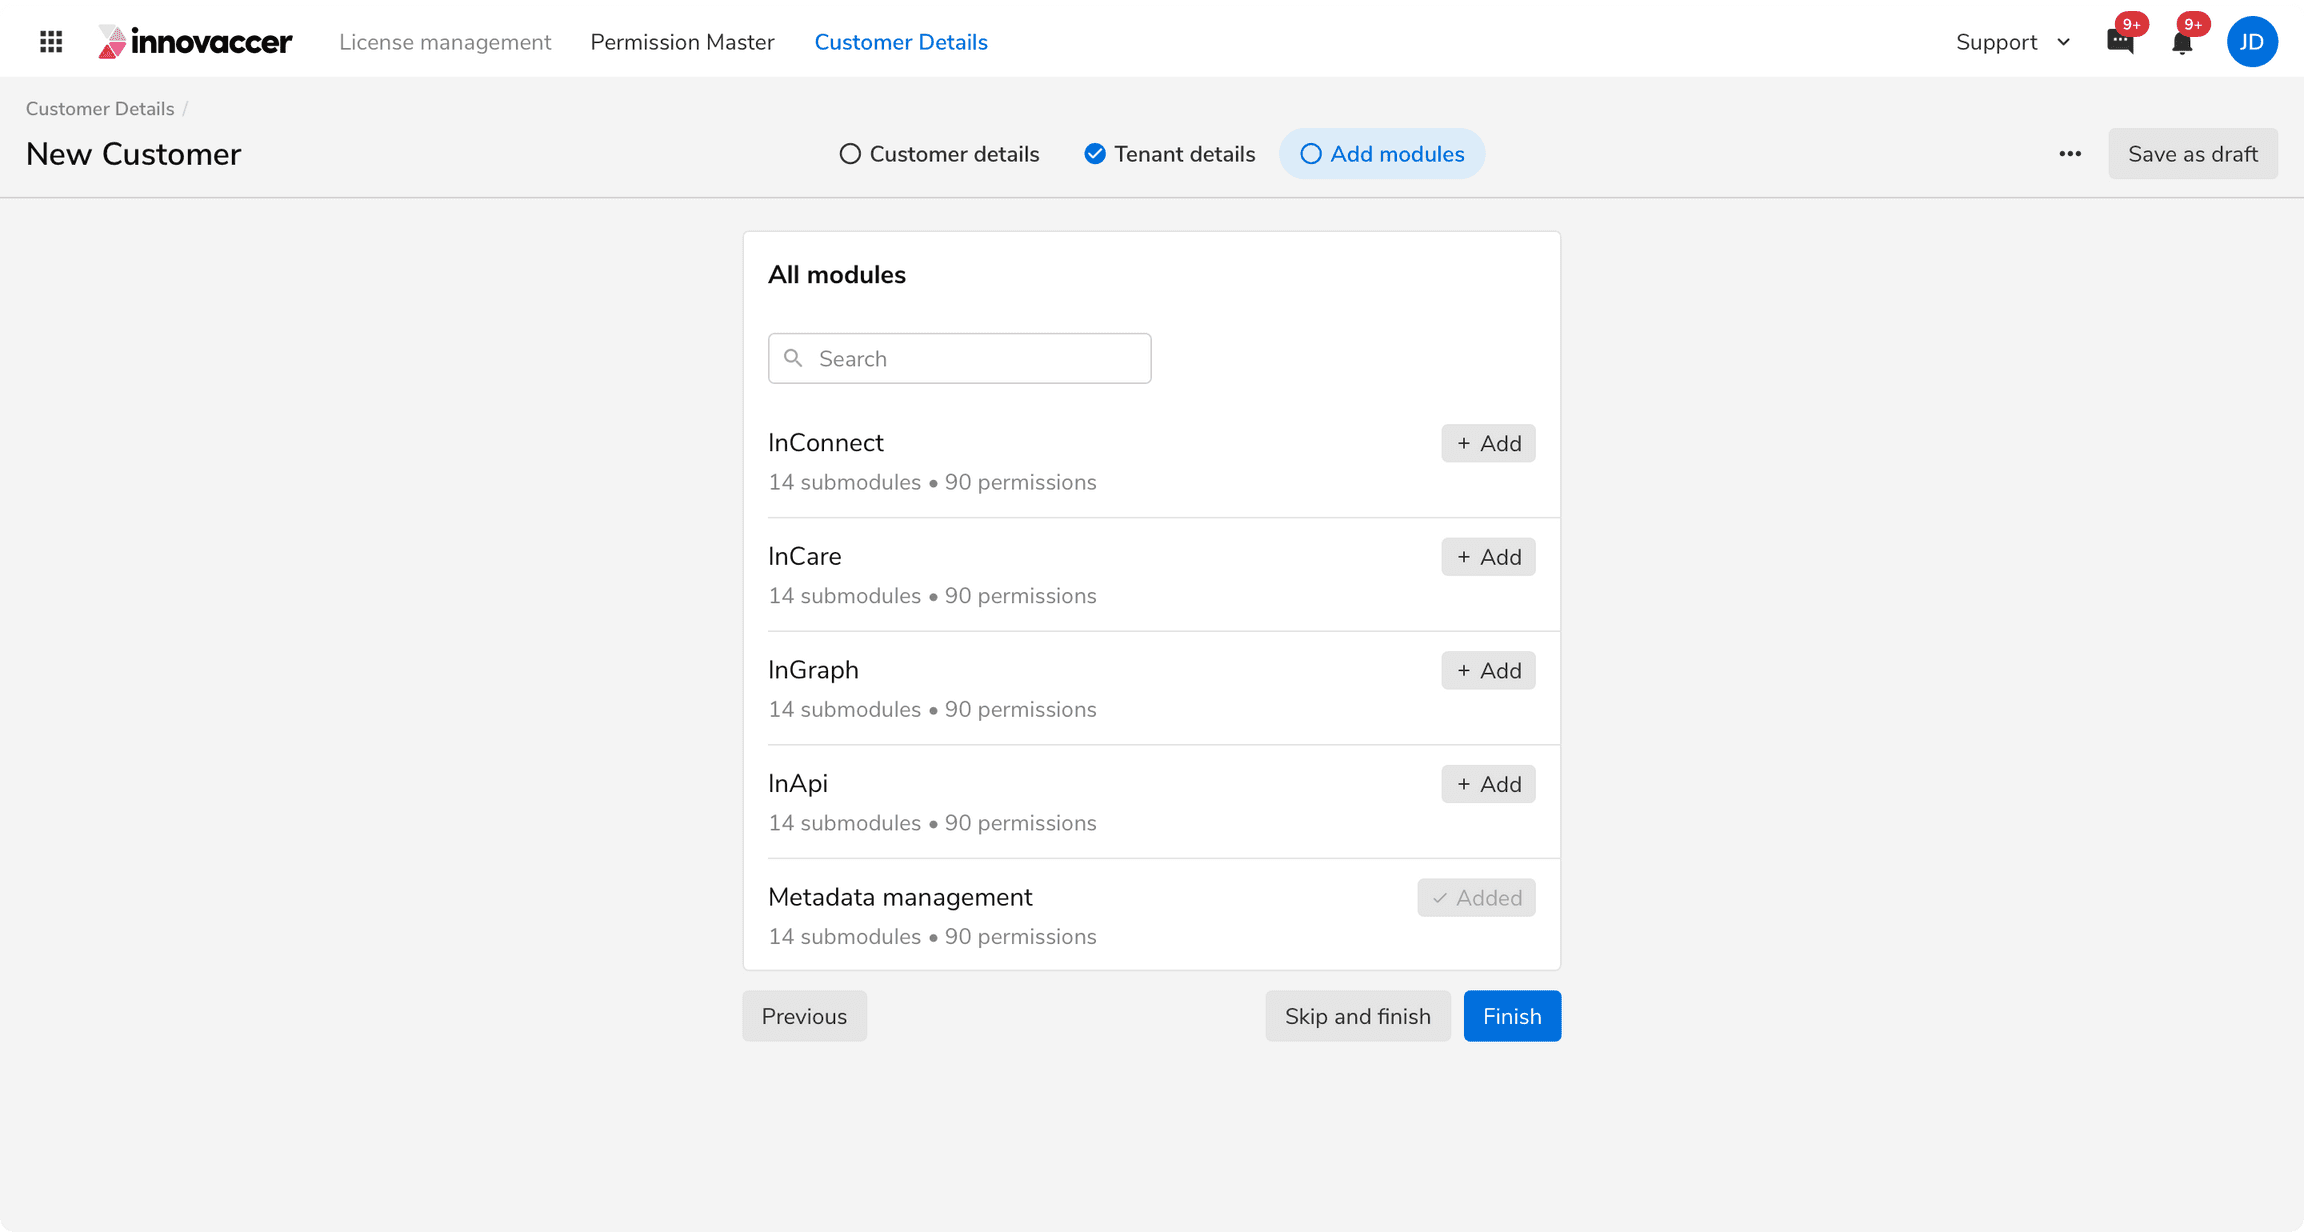 innovaccer License management Permission Master Customer Details Support 9+ 9+ JD
Customer Details /
New Customer Customer details Tenant details Add modules ••• Save as draft
All modules
Search
InConnect + Add
14 submodules • 90 permissions
InCare + Add
14 submodules • 90 permissions
InGraph + Add
14 submodules • 90 permissions
InApi + Add
14 submodules • 90 permissions
Metadata management Added
14 submodules • 90 permissions
Previous Skip and finish Finish